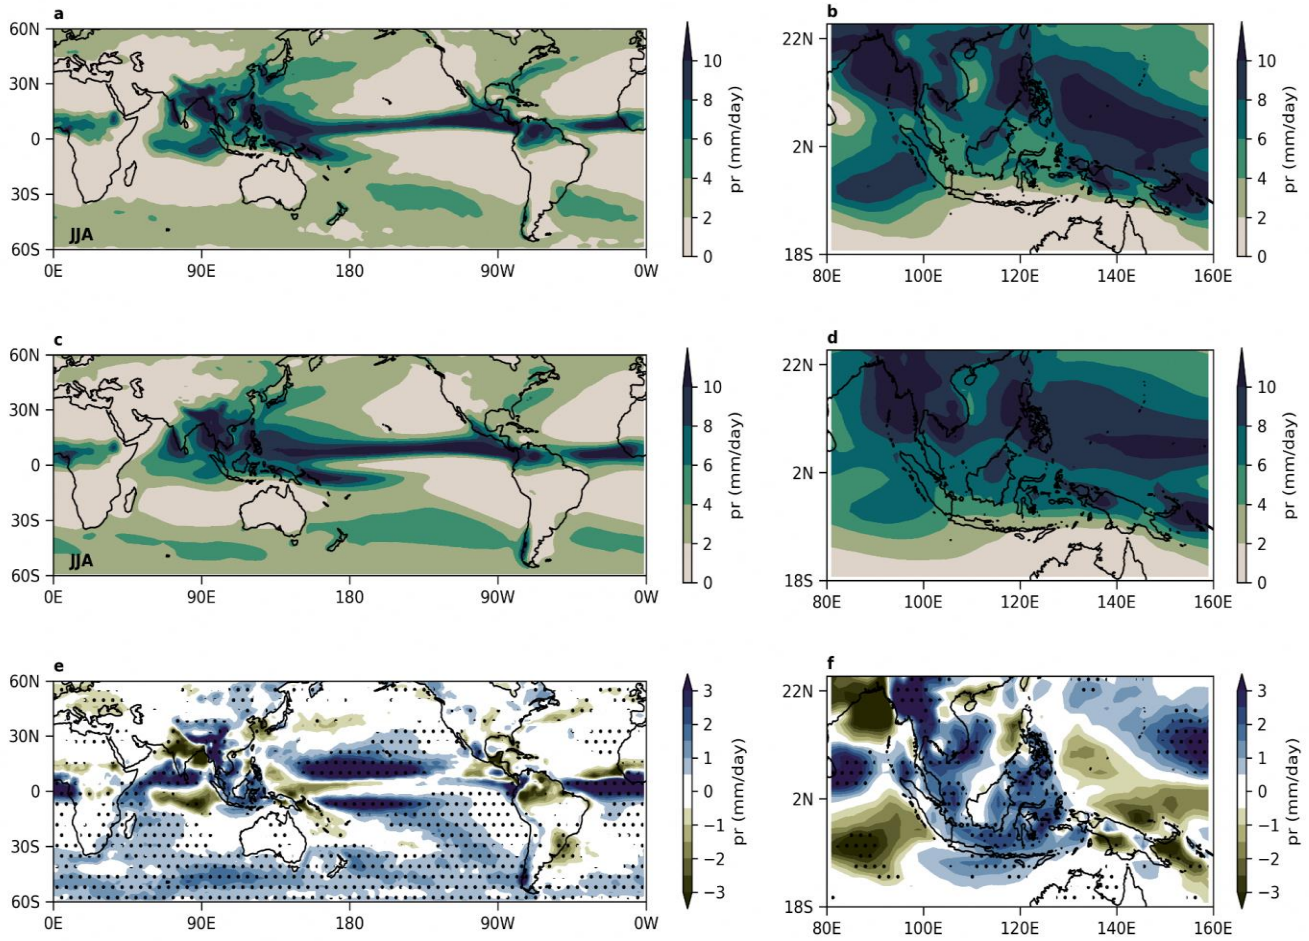 a
60N
30N
0
30S
60S
JJA
0E 90E 180 90W 0W
10
8
6
4
2
0
pr (mm/day)
b
22N
2N
18S
80E 100E 120E 140E 160E
10
8
6
4
2
0
pr (mm/day)
c
60N
30N
0
30S
60S
JJA
0E 90E 180 90W 0W
10
8
6
4
2
0
pr (mm/day)
d
22N
2N
18S
80E 100E 120E 140E 160E
10
8
6
4
2
0
pr (mm/day)
e
60N
30N
0
30S
60S
0E 90E 180 90W 0W
3
2
1
0
−1
−2
−3
pr (mm/day)
f
22N
2N
18S
80E 100E 120E 140E 160E
3
2
1
0
−1
−2
−3
pr (mm/day)